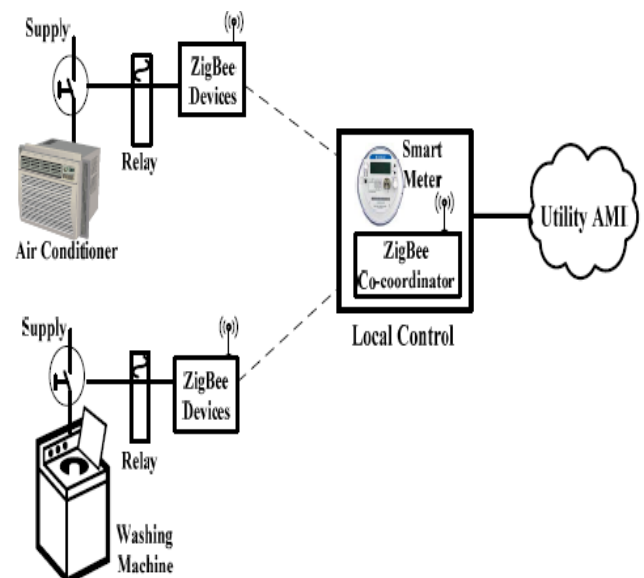 Supply
ZigBee
Devices
Relay
Air Conditioner
Smart
Meter
ZigBee
Co-coordinator
Local Control
Utility AMI
Supply
ZigBee
Devices
Relay
Washing
Machine